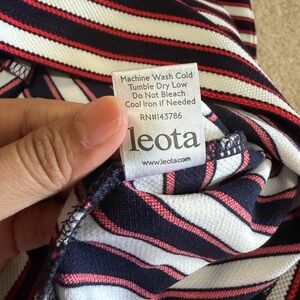 Machine Wash Cold
Tumble Dry Low
Do Not Bleach
Cool Iron If Needed
RN#143786
leota
www.leota.com